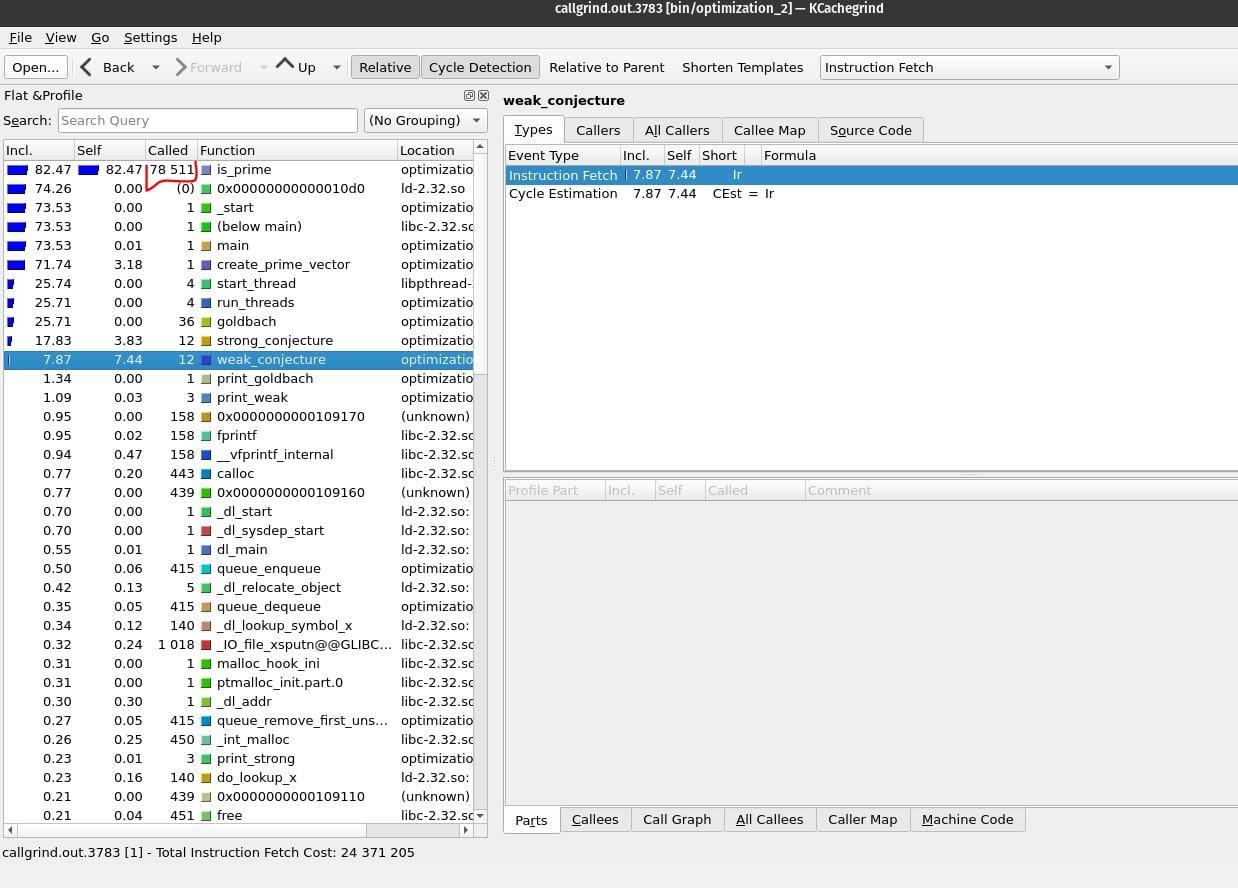 callgrind.out.3783 [bin/optimization_2] — KCachegrind
File View Go Settings Help
Open... Back Forward Up Relative Cycle Detection Relative to Parent Shorten Templates Instruction Fetch
Flat &Profile
Search: Search Query (No Grouping)
Incl. Self Called Function Location
82.47 82.47 78 511 is_prime optimizatio
74.26 0.00 (0) 0x00000000000010d0 ld-2.32.so
73.53 0.00 1 _start optimizatio
73.53 0.00 1 (below main) libc-2.32.sc
73.53 0.01 1 main optimizatio
71.74 3.18 1 create_prime_vector optimizatio
25.74 0.00 4 start_thread libpthread-
25.71 0.00 4 run_threads optimizatio
25.71 0.00 36 goldbach optimizatio
17.83 3.83 12 strong_conjecture optimizatio
7.87 7.44 12 weak_conjecture optimizatio
1.34 0.00 1 print_goldbach optimizatio
1.09 0.03 3 print_weak optimizatio
0.95 0.00 158 0x0000000000109170 (unknown)
0.95 0.02 158 fprintf libc-2.32.sc
0.94 0.47 158 __vfprintf_internal libc-2.32.sc
0.77 0.20 443 calloc libc-2.32.sc
0.77 0.00 439 0x0000000000109160 (unknown)
0.70 0.00 1 _dl_start ld-2.32.so:
0.70 0.00 1 _dl_sysdep_start ld-2.32.so:
0.55 0.01 1 dl_main ld-2.32.so:
0.50 0.06 415 queue_enqueue optimizatio
0.42 0.13 5 _dl_relocate_object ld-2.32.so:
0.35 0.05 415 queue_dequeue optimizatio
0.34 0.12 140 _dl_lookup_symbol_x ld-2.32.so:
0.32 0.24 1 018 _IO_file_xsputn@@GLIBC... libc-2.32.sc
0.31 0.00 1 malloc_hook_ini libc-2.32.sc
0.31 0.00 1 ptmalloc_init.part.0 libc-2.32.sc
0.30 0.30 1 _dl_addr libc-2.32.sc
0.27 0.05 415 queue_remove_first_uns... optimizatio
0.26 0.25 450 _int_malloc libc-2.32.sc
0.23 0.01 3 print_strong optimizatio
0.23 0.16 140 do_lookup_x ld-2.32.so:
0.21 0.00 439 0x0000000000109110 (unknown)
0.21 0.04 451 free libc-2.32.sc
weak_conjecture
Types Callers All Callers Callee Map Source Code
Event Type Incl. Self Short Formula
Instruction Fetch 7.87 7.44 Ir
Cycle Estimation 7.87 7.44 CEst = Ir
Profile Part Incl. Self Called Comment
Parts Callees Call Graph All Callees Caller Map Machine Code
callgrind.out.3783 [1] - Total Instruction Fetch Cost: 24 371 205